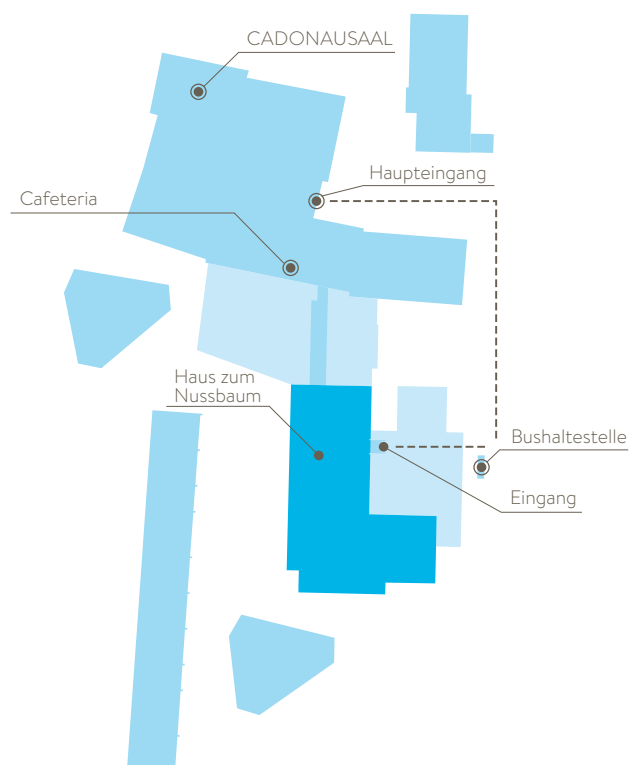 CADONAUSAAL
Haupteingang
Cafeteria
Haus zum
Nussbaum
Bushaltestelle
Eingang